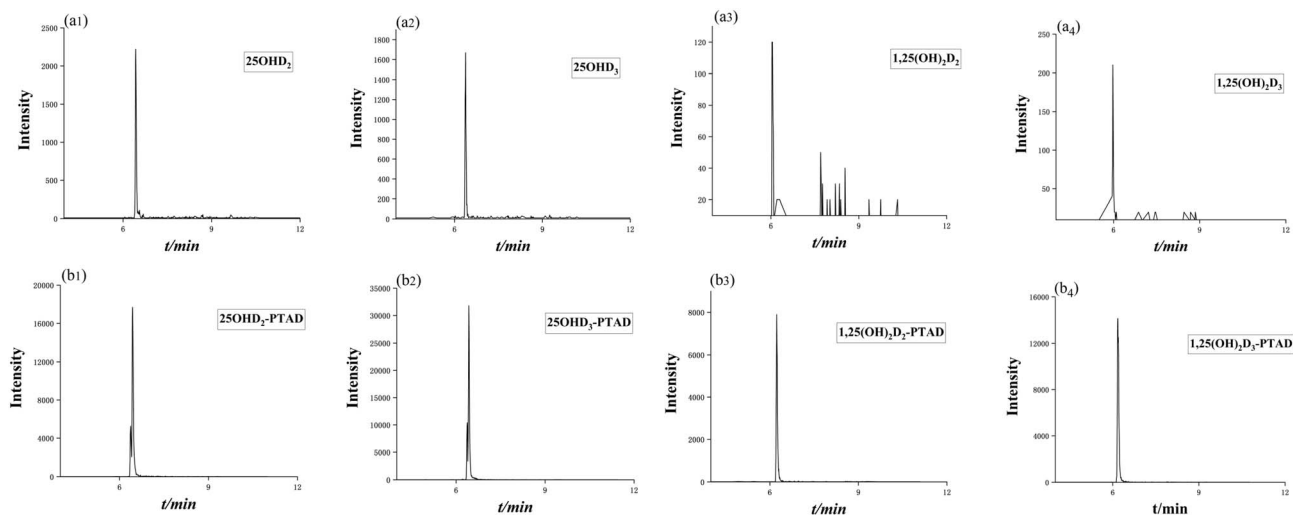 (a1)
25OHD₂
Intensity
2500
2000
1500
1000
500
0
6
9
12
t/min
(a2)
25OHD₃
Intensity
1800
1600
1400
1200
1000
800
600
400
200
0
6
9
12
t/min
(a3)
1,25(OH)₂D₂
Intensity
120
100
80
60
40
20
6
9
12
t/min
(a4)
1,25(OH)₂D₃
Intensity
250
200
150
100
50
6
9
12
t/min
(b1)
25OHD₂-PTAD
Intensity
20000
16000
12000
8000
4000
0
6
9
12
t/min
(b2)
25OHD₃-PTAD
Intensity
35000
30000
25000
20000
15000
10000
5000
0
6
9
12
t/min
(b3)
1,25(OH)₂D₂-PTAD
Intensity
8000
6000
4000
2000
0
6
9
12
t/min
(b4)
1,25(OH)₂D₃-PTAD
Intensity
16000
12000
8000
4000
0
6
9
12
t/min